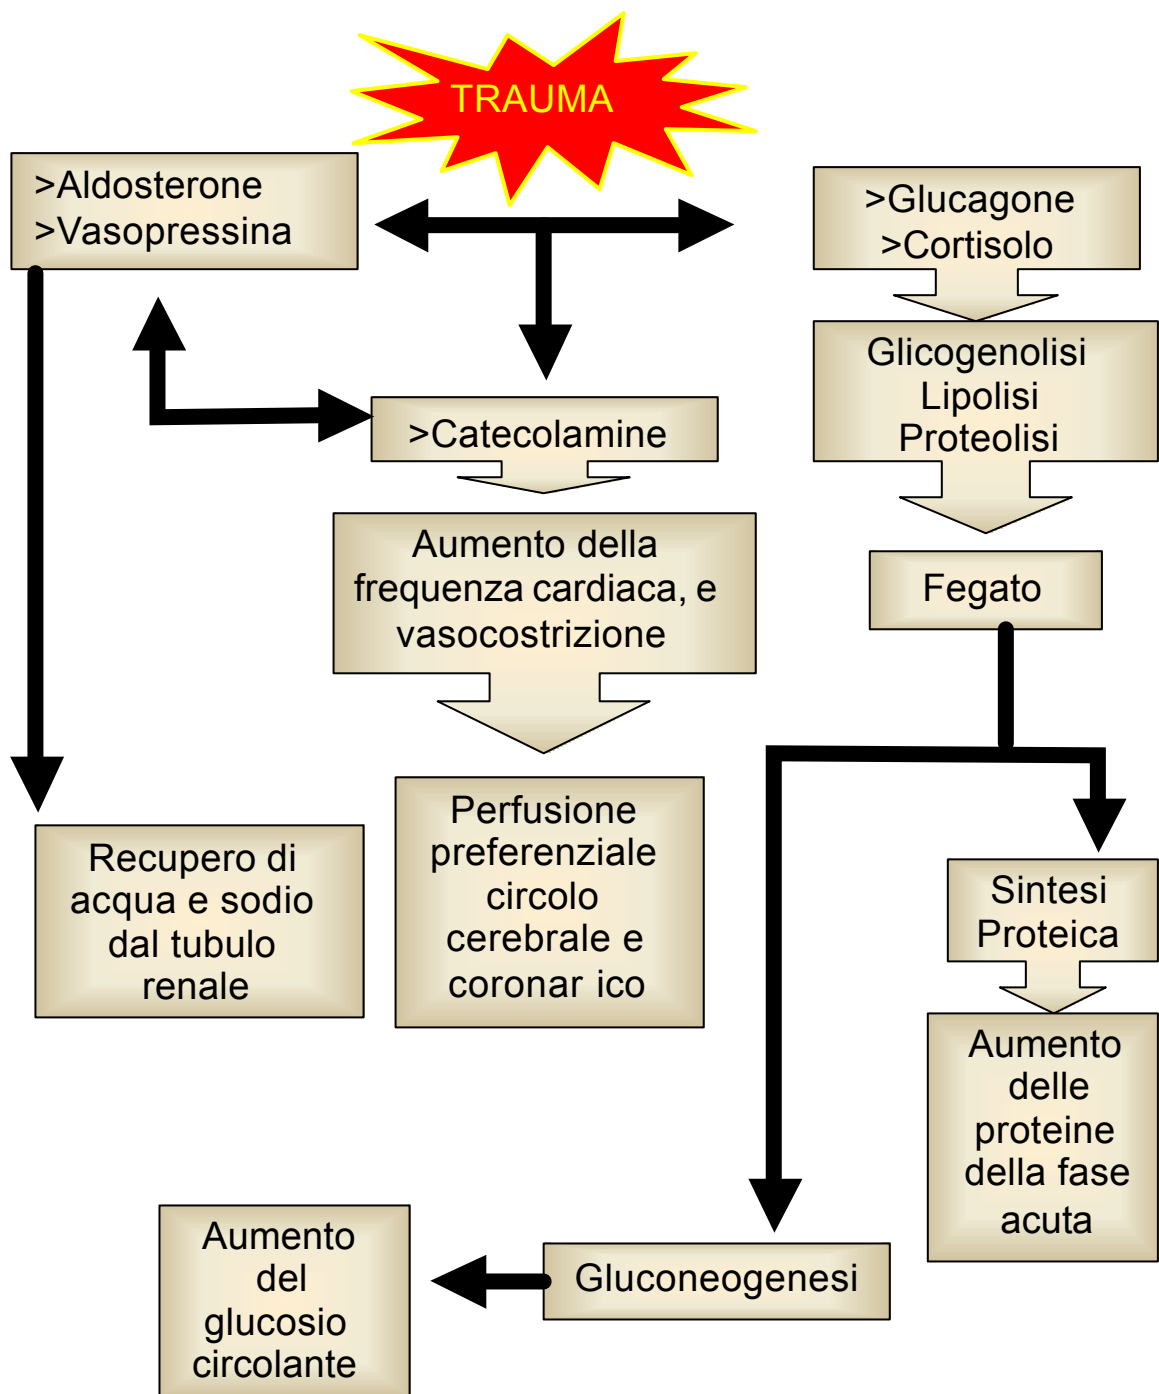 TRAUMA
>Aldosterone
>Vasopressina
>Glucagone
>Cortisolo
Glicogenolisi
Lipolisi
Proteolisi
>Catecolamine
Aumento della
frequenza cardiaca, e
vasocostrizione
Fegato
Perfusione
preferenziale
circolo
cerebrale e
coronar ico
Recupero di
acqua e sodio
dal tubulo
renale
Sintesi
Proteica
Aumento
delle
proteine
della fase
acuta
Gluconeogenesi
Aumento
del
glucosio
circolante